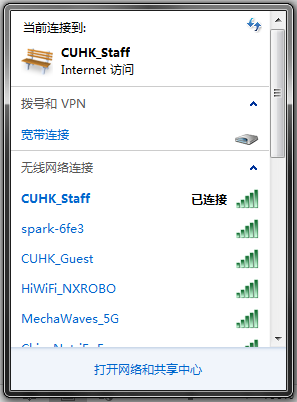 当前连接到:
CUHK_Staff
Internet 访问
拨号和 VPN
宽带连接
无线网络连接
CUHK_Staff 已连接
spark-6fe3
CUHK_Guest
HiWiFi_NXROBO
MechaWaves_5G
打开网络和共享中心